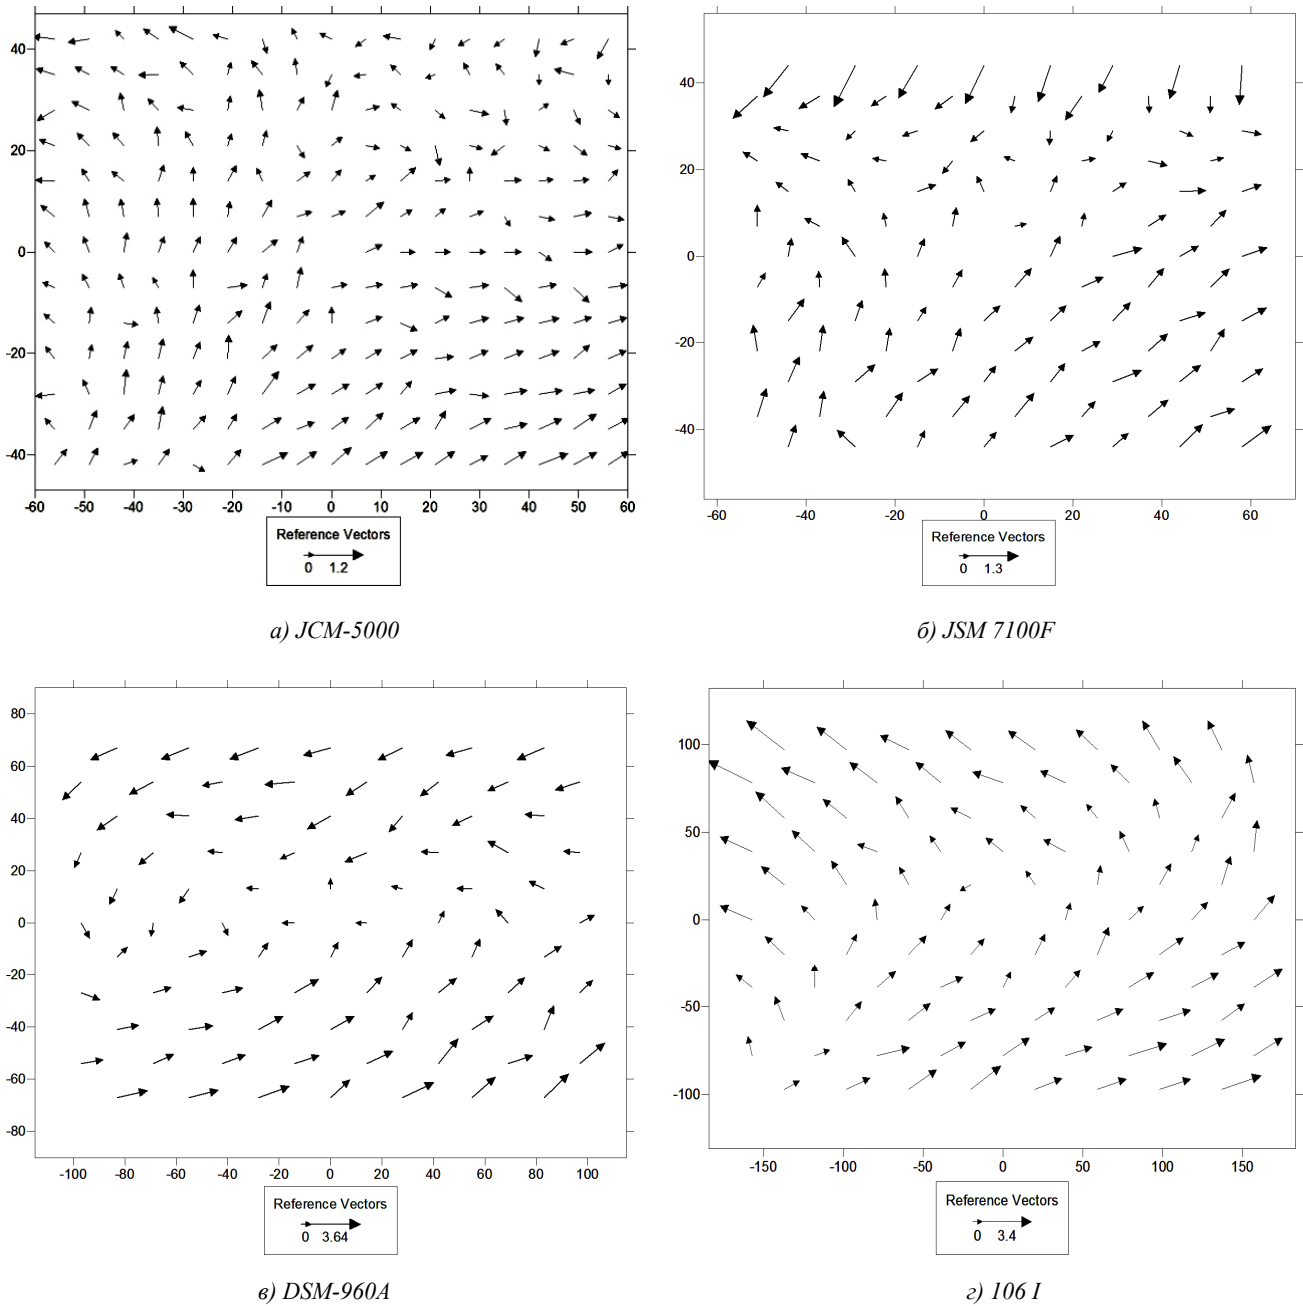 40
20
0
-20
-40
-60 -50 -40 -30 -20 -10 0 10 20 30 40 50 60
Reference Vectors
0 1.2
а) JCM-5000
40
20
0
-20
-40
-60 -40 -20 0 20 40 60
Reference Vectors
0 1.3
б) JSM 7100F
80
60
40
20
0
-20
-40
-60
-80
-100 -80 -60 -40 -20 0 20 40 60 80 100
Reference Vectors
0 3.64
в) DSM-960A
100
50
0
-50
-100
-150 -100 -50 0 50 100 150
Reference Vectors
0 3.4
г) 106 I